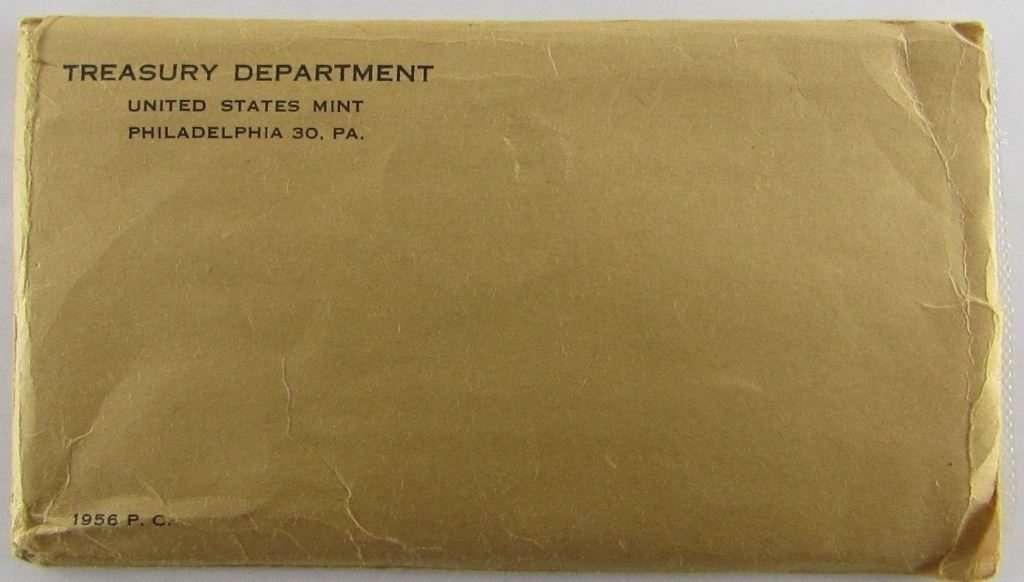 TREASURY DEPARTMENT
UNITED STATES MINT
PHILADELPHIA 30, PA.
1956 P. C.